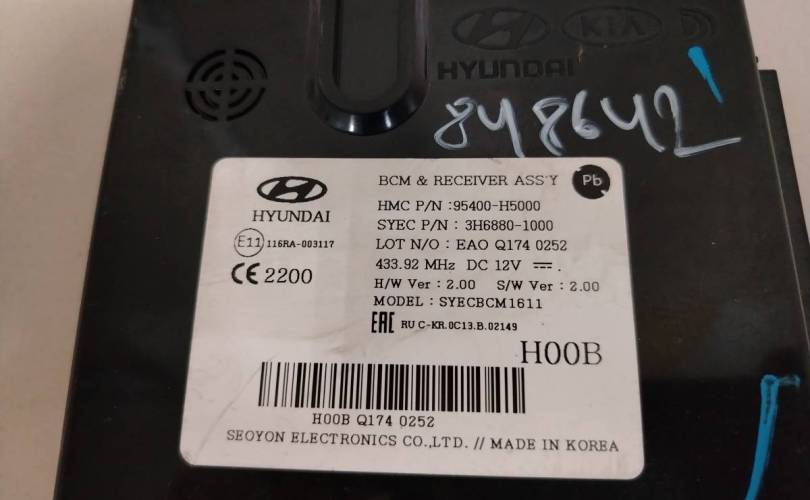 KIA
HYUNDAI
848642
HYUNDAI
E11 116RA-003117
CE 2200
BCM & RECEIVER ASS'Y Pb
HMC P/N :95400-H5000
SYEC P/N : 3H6880-1000
LOT N/O : EAO Q174 0252
433.92 MHz DC 12V ⎓ .
H/W Ver : 2.00 S/W Ver : 2.00
MODEL : SYECBCM1611
EAC RU C-KR.0C13.B.02149
H00B
H00B Q174 0252
SEOYON ELECTRONICS CO.,LTD. // MADE IN KOREA